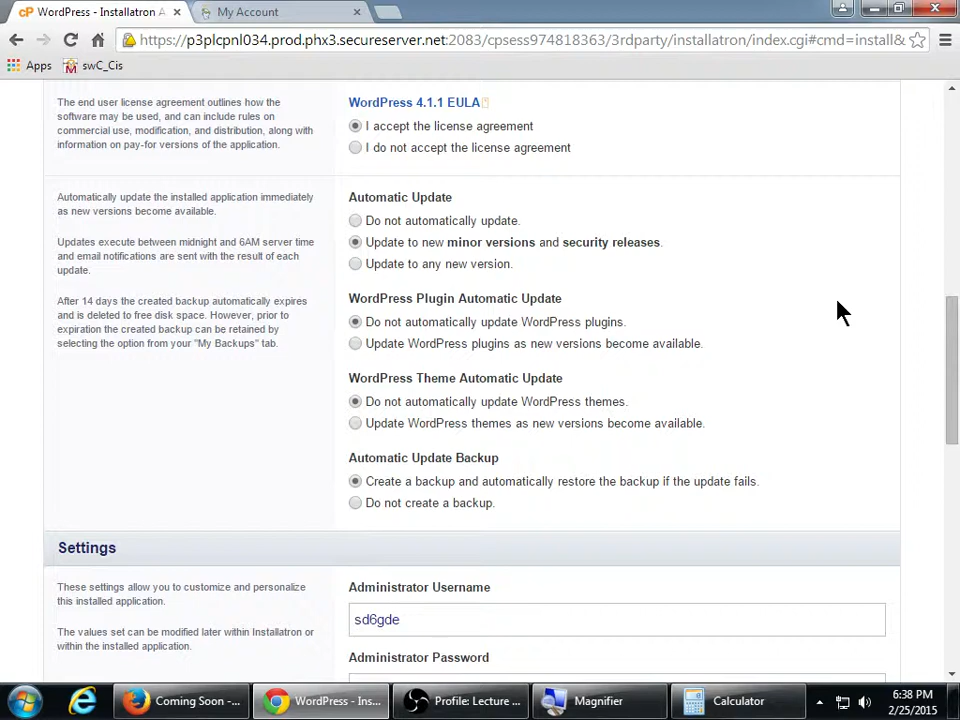 WordPress - Installatron A
My Account
https://p3plcpnl034.prod.phx3.secureserver.net:2083/cpsess974818363/3rdparty/installatron/index.cgi#cmd=install&
Apps
swC_Cis
The end user license agreement outlines how the
software may be used, and can include rules on
commercial use, modification, and distribution, along with
information on pay-for versions of the application.
WordPress 4.1.1 EULA
I accept the license agreement
I do not accept the license agreement
Automatically update the installed application immediately
as new versions become available.
Updates execute between midnight and 6AM server time
and email notifications are sent with the result of each
update.
After 14 days the created backup automatically expires
and is deleted to free disk space. However, prior to
expiration the created backup can be retained by
selecting the option from your "My Backups" tab.
Automatic Update
Do not automatically update.
Update to new minor versions and security releases.
Update to any new version.
WordPress Plugin Automatic Update
Do not automatically update WordPress plugins.
Update WordPress plugins as new versions become available.
WordPress Theme Automatic Update
Do not automatically update WordPress themes.
Update WordPress themes as new versions become available.
Automatic Update Backup
Create a backup and automatically restore the backup if the update fails.
Do not create a backup.
Settings
These settings allow you to customize and personalize
this installed application.
The values set can be modified later within Installatron or
within the installed application.
Administrator Username
sd6gde
Administrator Password
Coming Soon -...
WordPress - Ins...
Profile: Lecture ...
Magnifier
Calculator
6:38 PM
2/25/2015